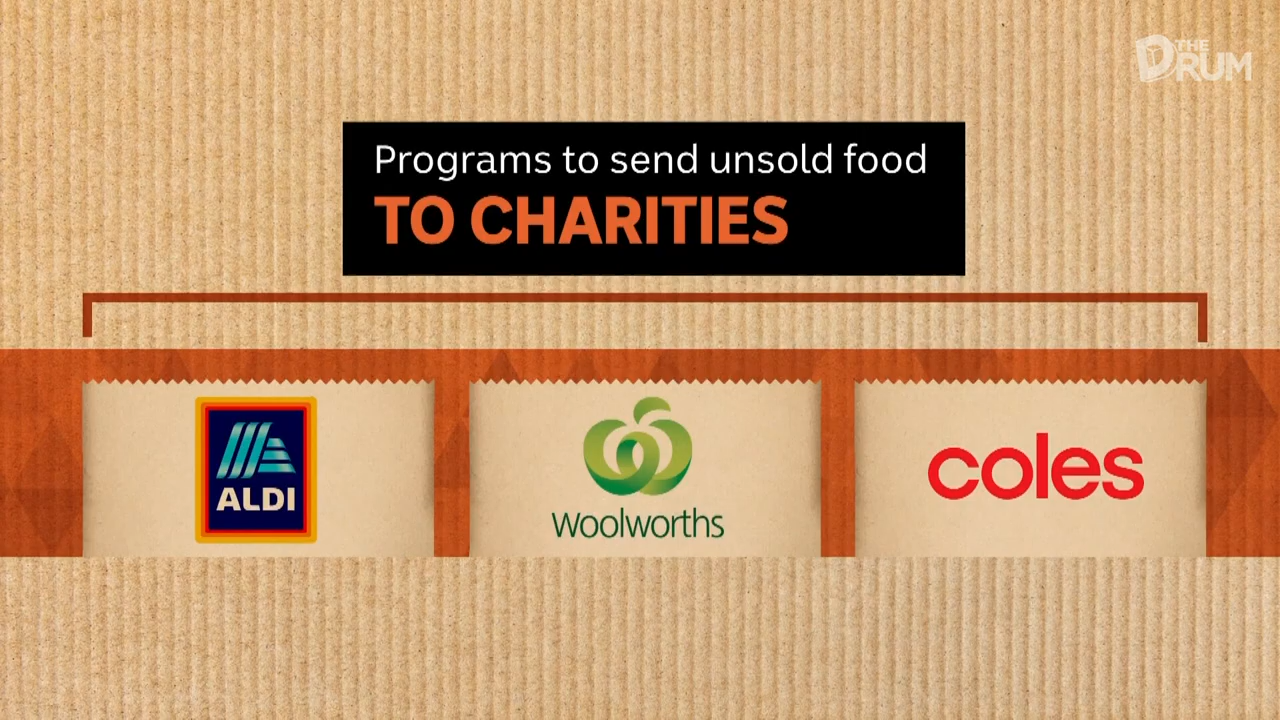 THE
DRUM
Programs to send unsold food
TO CHARITIES
ALDI
Woolworths
coles